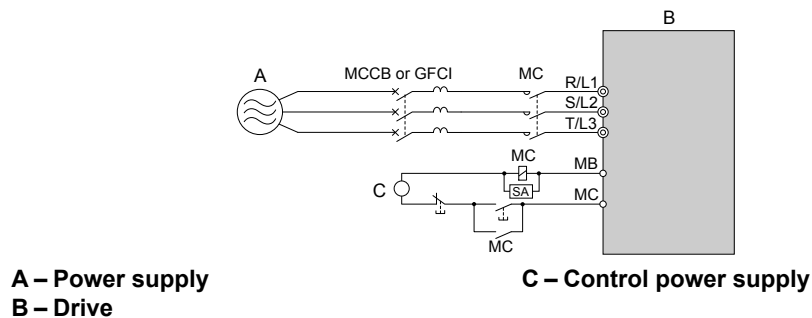 B
A
MCCB or GFCI
MC
R/L1
S/L2
T/L3
MC
MB
C
SA
MC
MC
A – Power supply
B – Drive
C – Control power supply